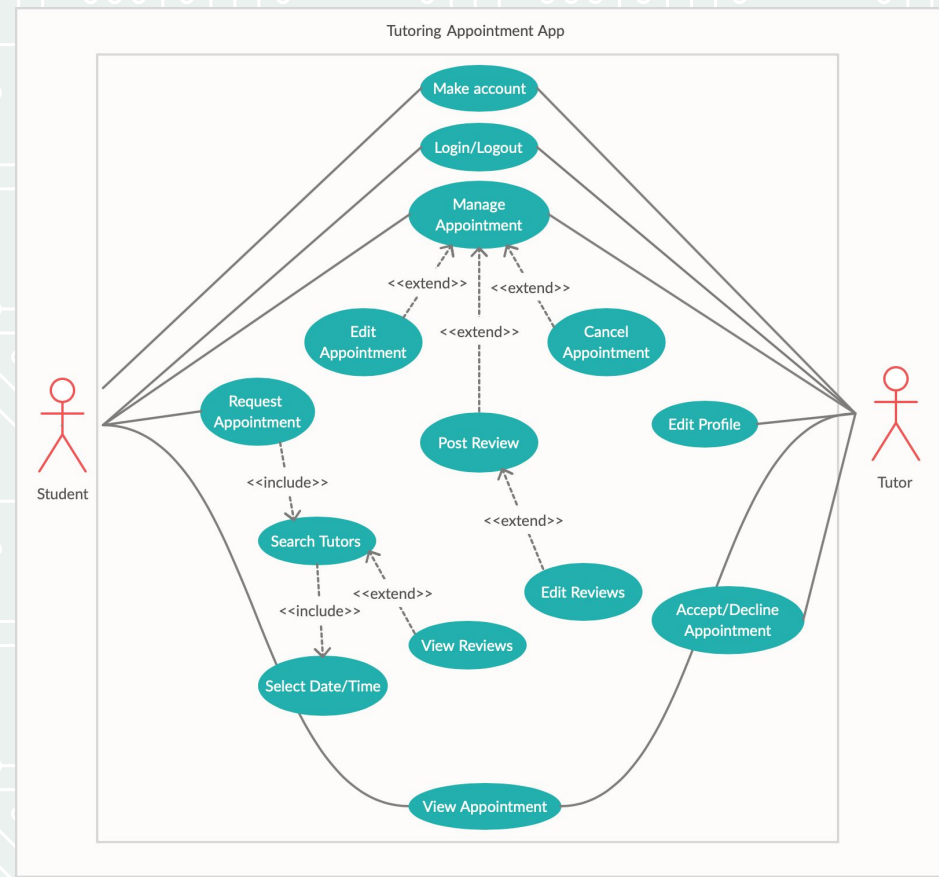 Tutoring Appointment App
Make account
Login/Logout
Manage
Appointment
<<extend>>
<<extend>>
<<extend>>
Edit
Appointment
Cancel
Appointment
Request
Appointment
Post Review
Edit Profile
Student
Tutor
<<include>>
Search Tutors
<<extend>>
<<include>>
<<extend>>
Edit Reviews
Accept/Decline
Appointment
View Reviews
Select Date/Time
View Appointment